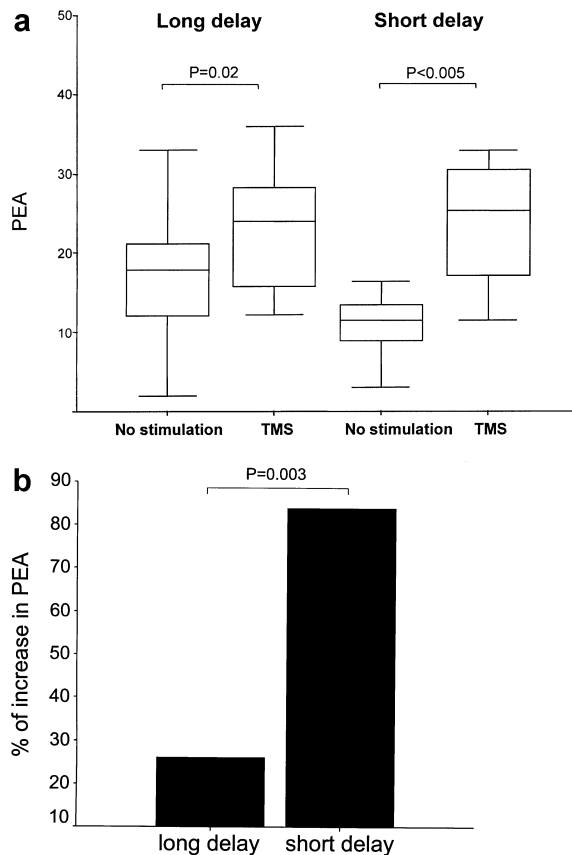 a
Long delay Short delay
P=0.02 P<0.005
PEA
50
40
30
20
10
No stimulation TMS No stimulation TMS
b
P=0.003
% of increase in PEA
90
80
70
60
50
40
30
20
10
long delay short delay